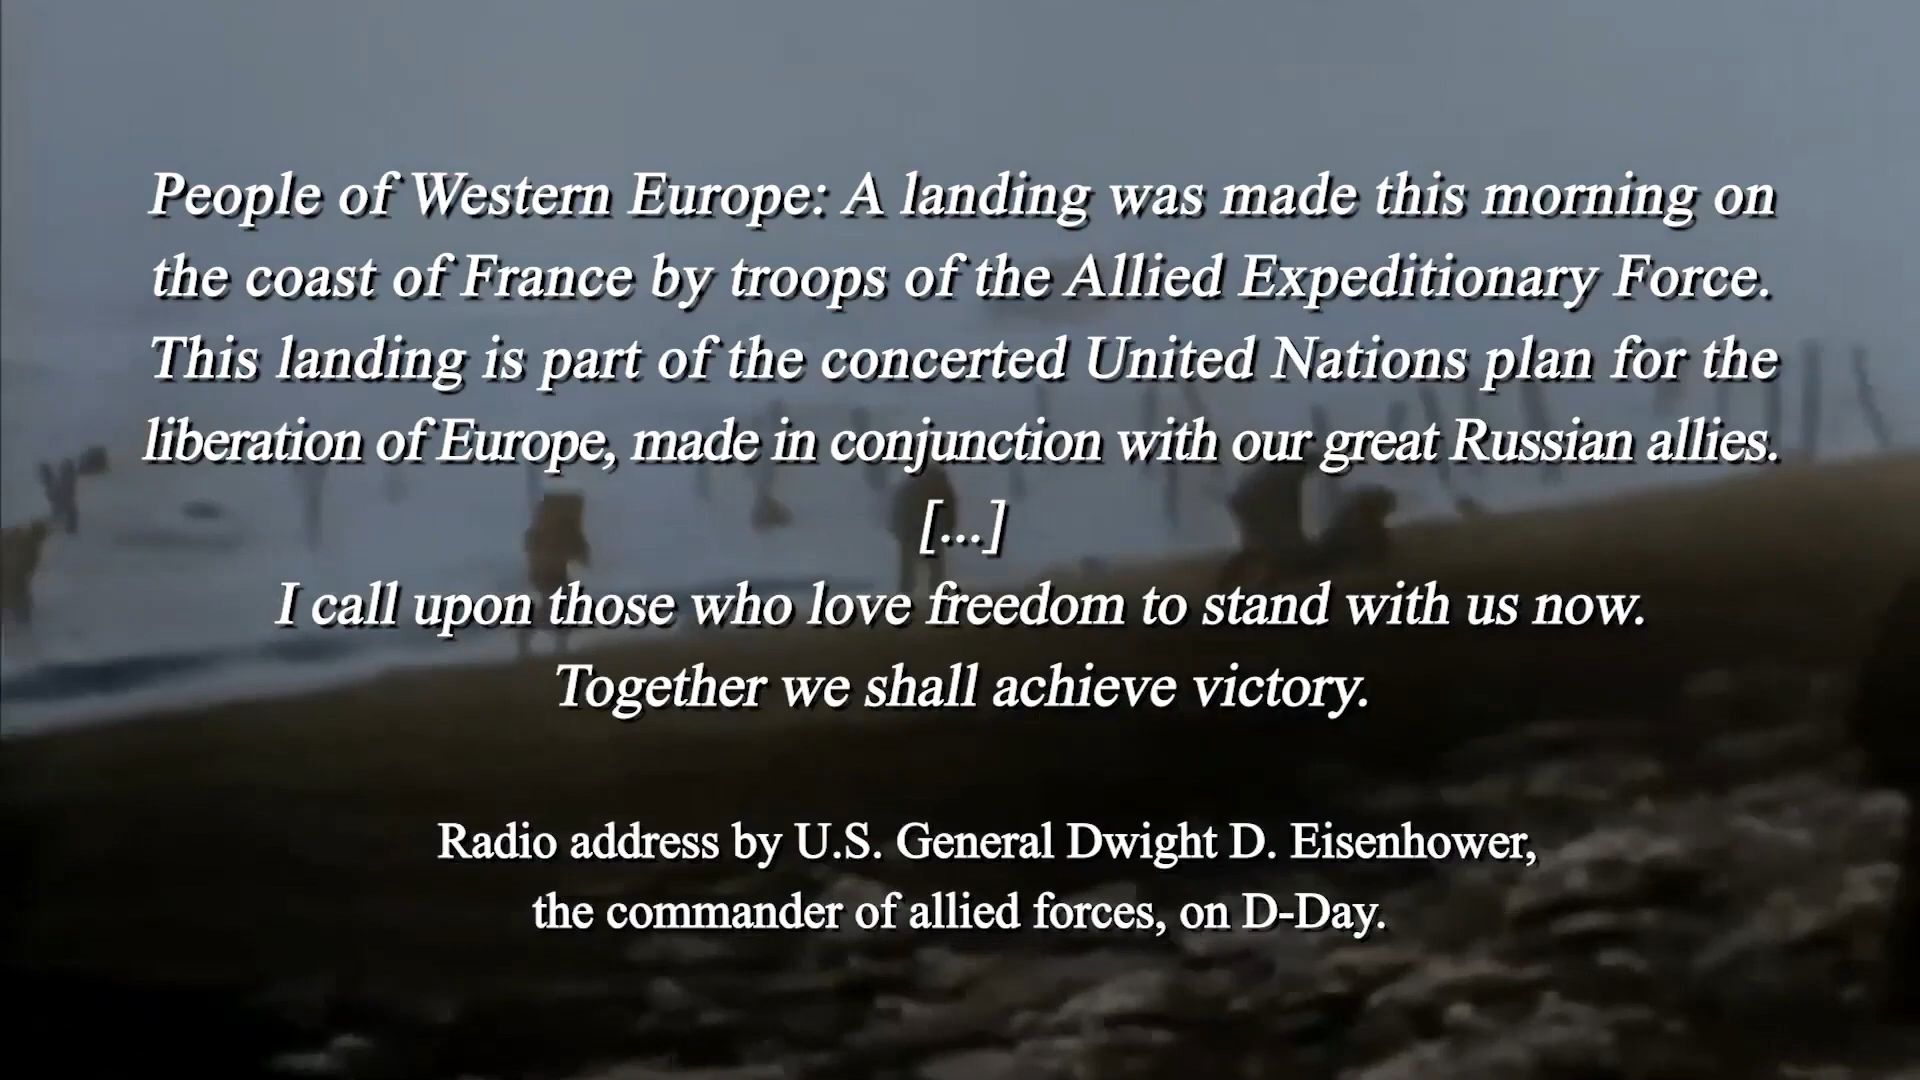 People of Western Europe: A landing was made this morning on
the coast of France by troops of the Allied Expeditionary Force.
This landing is part of the concerted United Nations plan for the
liberation of Europe, made in conjunction with our great Russian allies.
[...]
I call upon those who love freedom to stand with us now.
Together we shall achieve victory.
Radio address by U.S. General Dwight D. Eisenhower,
the commander of allied forces, on D-Day.